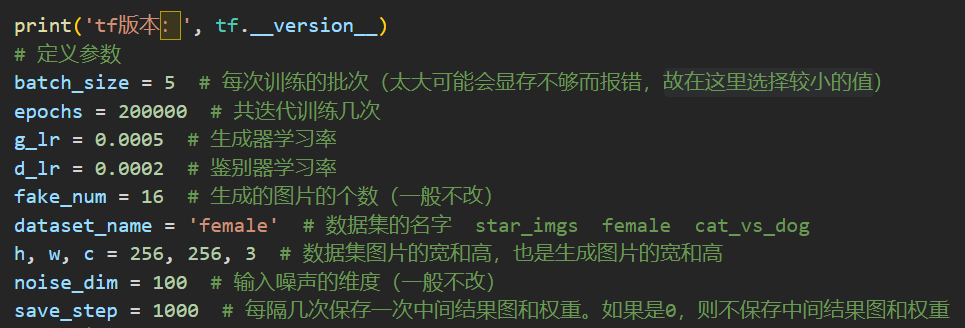 print('tf版本：', tf.__version__)
# 定义参数
batch_size = 5  # 每次训练的批次（太大可能会显存不够而报错，故在这里选择较小的值）
epochs = 200000  # 共迭代训练几次
g_lr = 0.0005  # 生成器学习率
d_lr = 0.0002  # 鉴别器学习率
fake_num = 16  # 生成的图片的个数（一般不改）
dataset_name = 'female'  # 数据集的名字  star_imgs  female  cat_vs_dog
h, w, c = 256, 256, 3  # 数据集图片的宽和高，也是生成图片的宽和高
noise_dim = 100  # 输入噪声的维度（一般不改）
save_step = 1000  # 每隔几次保存一次中间结果图和权重。如果是0，则不保存中间结果图和权重